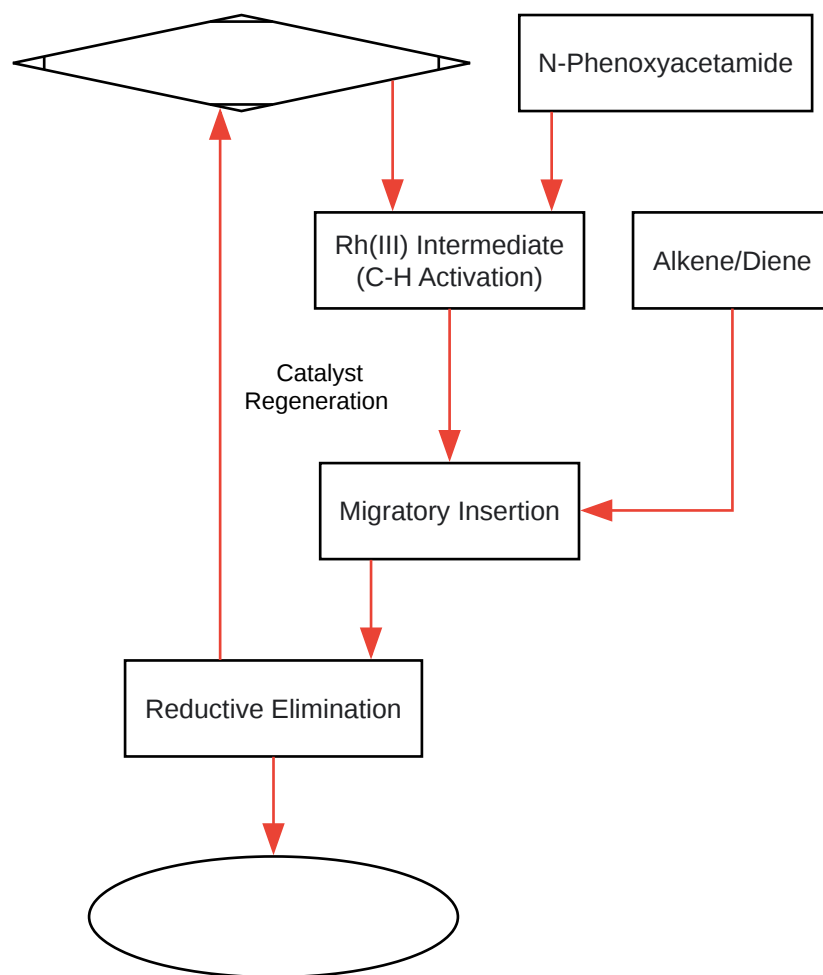 N-Phenoxyacetamide
Rh(III) Intermediate
(C-H Activation)
Alkene/Diene
Catalyst
Regeneration
Migratory Insertion
Reductive Elimination